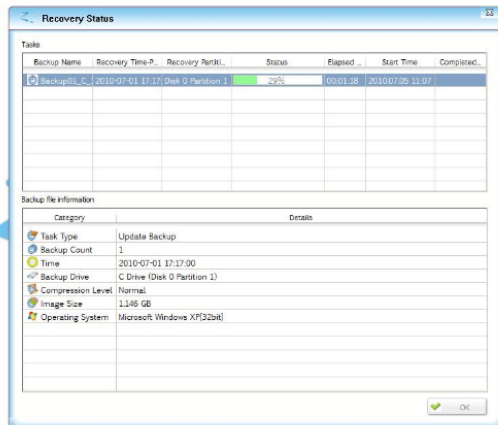 Recovery Status
Tasks
Backup Name Recovery Time-P... Recovery Partiti... Status Elapsed ... Start Time Completed...
Backup01_C_ 2010-07-01 17:17 Disk 0 Partition 1 29% 00:01:18 2010.07.05 11:07
Backup file information
Category Details
Task Type Update Backup
Backup Count 1
Time 2010-07-01 17:17:00
Backup Drive C Drive (Disk 0 Partition 1)
Compression Level Normal
Image Size 1.146 GB
Operating System Microsoft Windows XP[32bit]
OK